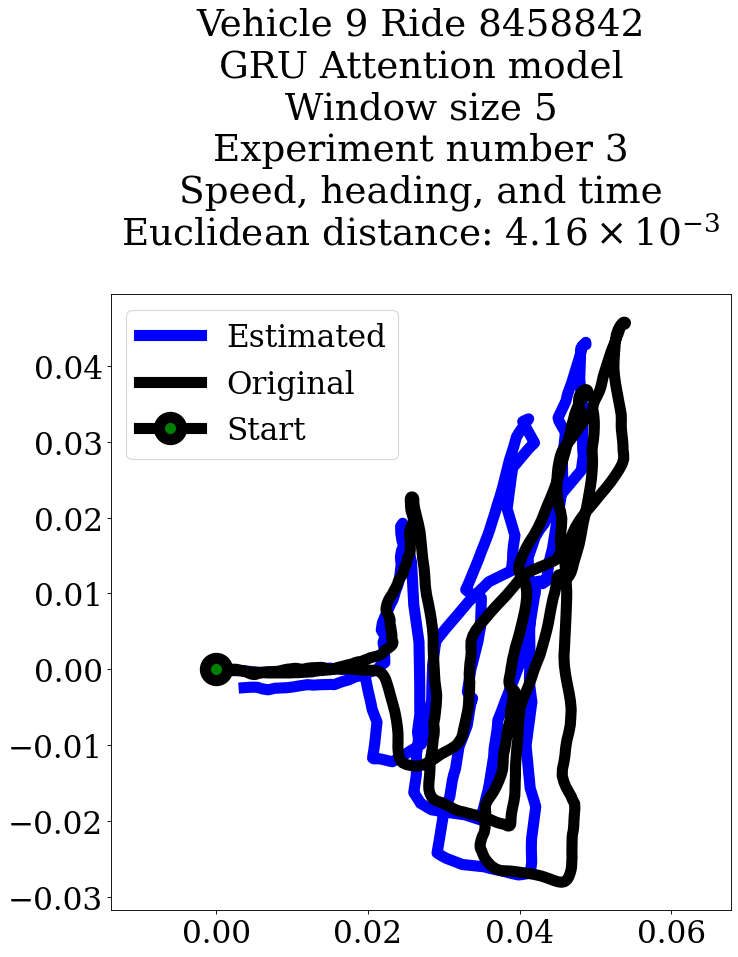 Vehicle 9 Ride 8458842
GRU Attention model
Window size 5
Experiment number 3
Speed, heading, and time
Euclidean distance: 4.16 × 10⁻³
Estimated
Original
Start
0.04
0.03
0.02
0.01
0.00
−0.01
−0.02
−0.03
0.00 0.02 0.04 0.06